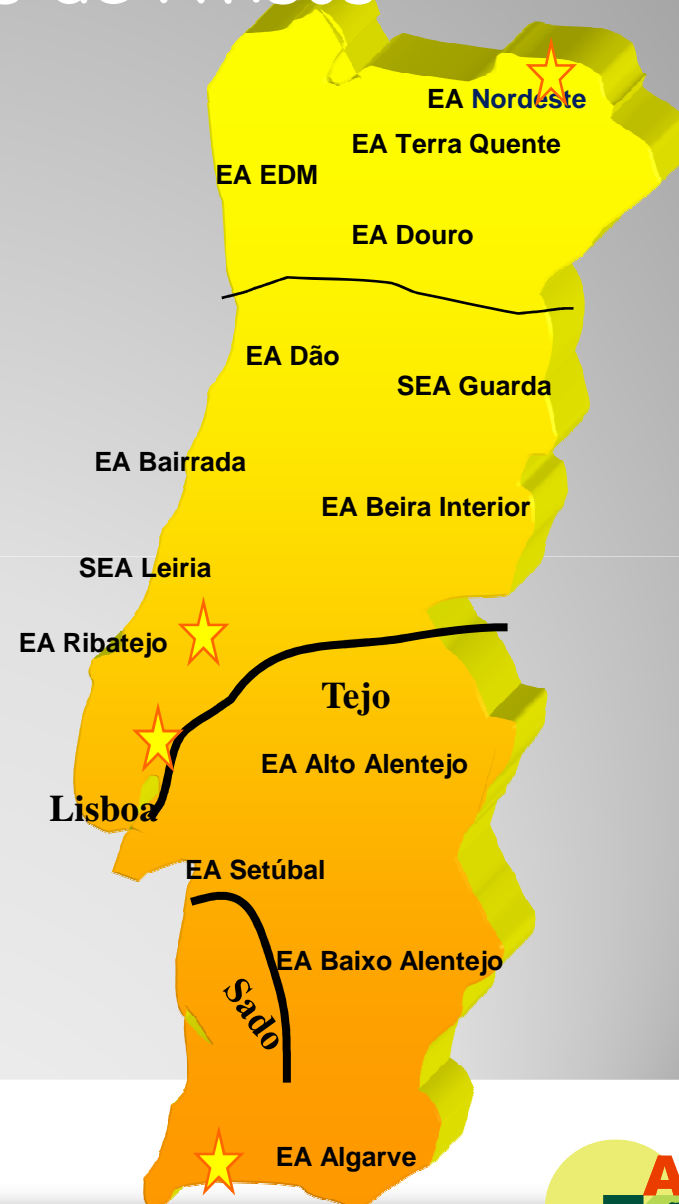 EA Nordeste
EA Terra Quente
EA EDM
EA Douro
EA Dão
SEA Guarda
EA Bairrada
EA Beira Interior
SEA Leiria
EA Ribatejo
Tejo
EA Alto Alentejo
Lisboa
EA Setúbal
EA Baixo Alentejo
Sado
EA Algarve
A